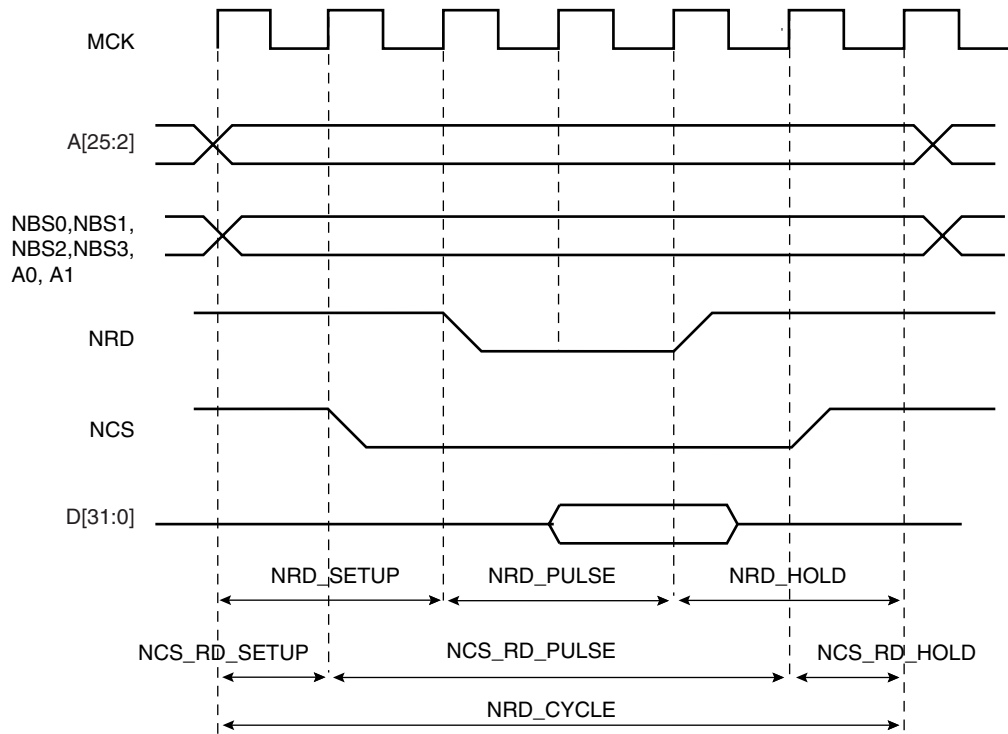 MCK
A[25:2]
NBS0,NBS1,
NBS2,NBS3,
A0, A1
NRD
NCS
D[31:0]
NRD_SETUP
NRD_PULSE
NRD_HOLD
NCS_RD_SETUP
NCS_RD_PULSE
NCS_RD_HOLD
NRD_CYCLE